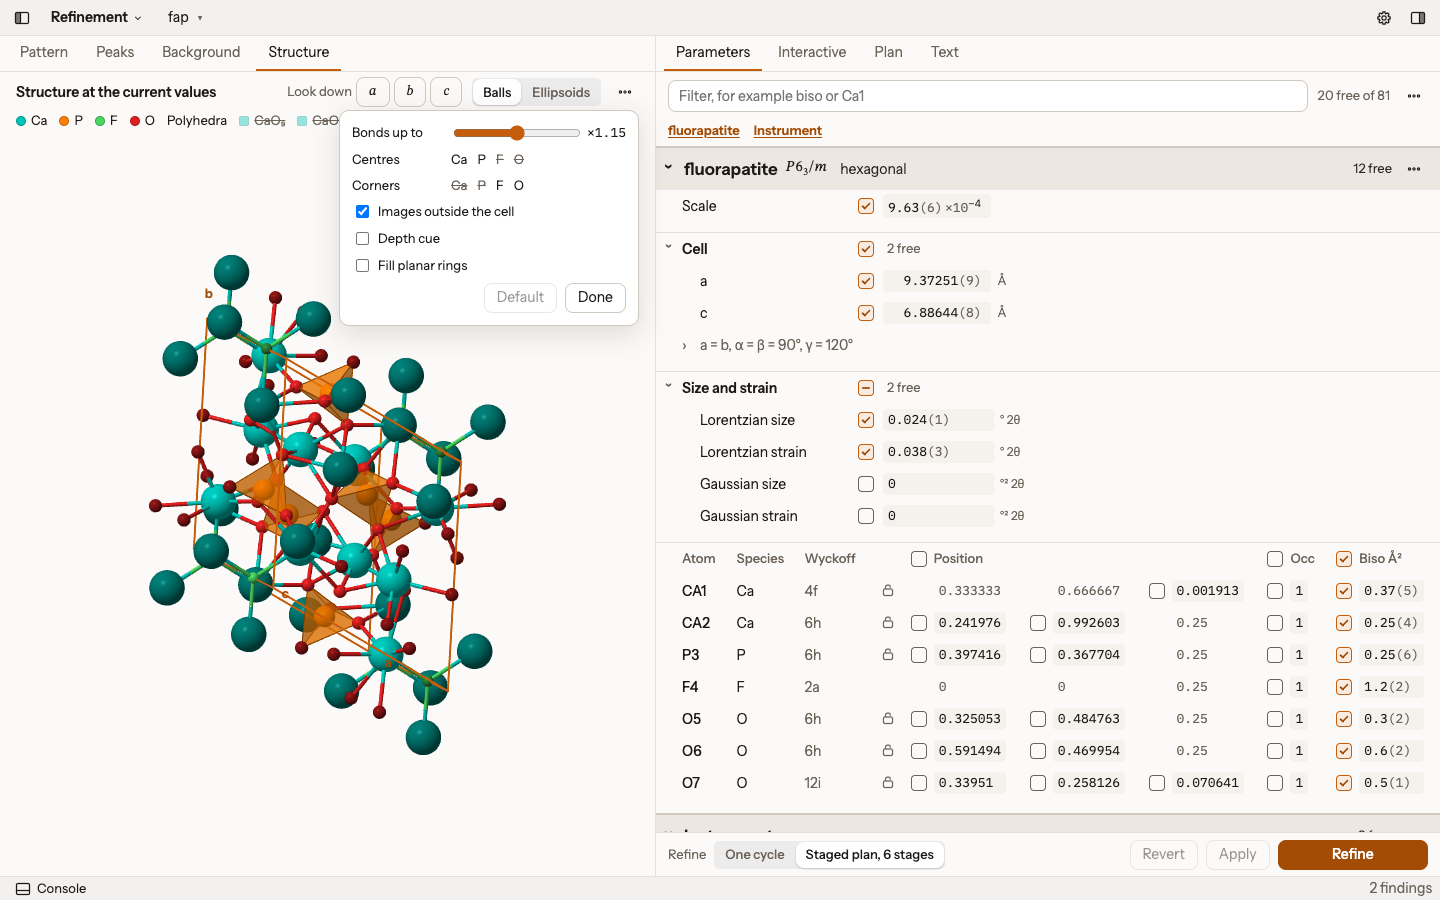 Refinement fap
Pattern Peaks Background Structure
Structure at the current values Look down a b c Balls Ellipsoids
Ca P F O Polyhedra CaO₉ CaO
Bonds up to ×1.15
Centres Ca P F O
Corners Ca P F O
Images outside the cell
Depth cue
Fill planar rings
Default Done
b
c
a
Parameters Interactive Plan Text
Filter, for example biso or Ca1 20 free of 81
fluorapatite Instrument
fluorapatite P6₃/m hexagonal 12 free
Scale 9.63(6) ×10⁻⁴
Cell 2 free
a 9.37251(9) Å
c 6.88644(8) Å
a = b, α = β = 90°, γ = 120°
Size and strain 2 free
Lorentzian size 0.024(1) ° 2θ
Lorentzian strain 0.038(3) ° 2θ
Gaussian size 0 °² 2θ
Gaussian strain 0 °² 2θ
Atom Species Wyckoff Position Occ Biso Å²
CA1 Ca 4f 0.333333 0.666667 0.001913 1 0.37(5)
CA2 Ca 6h 0.241976 0.992603 0.25 1 0.25(4)
P3 P 6h 0.397416 0.367704 0.25 1 0.25(6)
F4 F 2a 0 0 0.25 1 1.2(2)
O5 O 6h 0.325053 0.484763 0.25 1 0.3(2)
O6 O 6h 0.591494 0.469954 0.25 1 0.6(2)
O7 O 12i 0.33951 0.258126 0.070641 1 0.5(1)
Refine One cycle Staged plan, 6 stages Revert Apply Refine
Console 2 findings